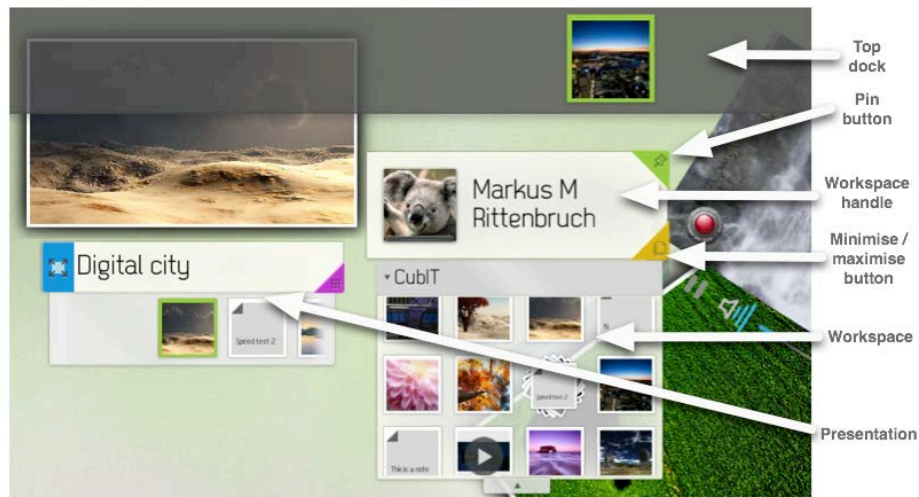 Top
dock
Pin
button
Markus M
Rittenbruch
Workspace
handle
Minimise /
maximise
button
Digital city
CubIT
N
Speed test 2
Speed test 2
Workspace
This is a note
Presentation